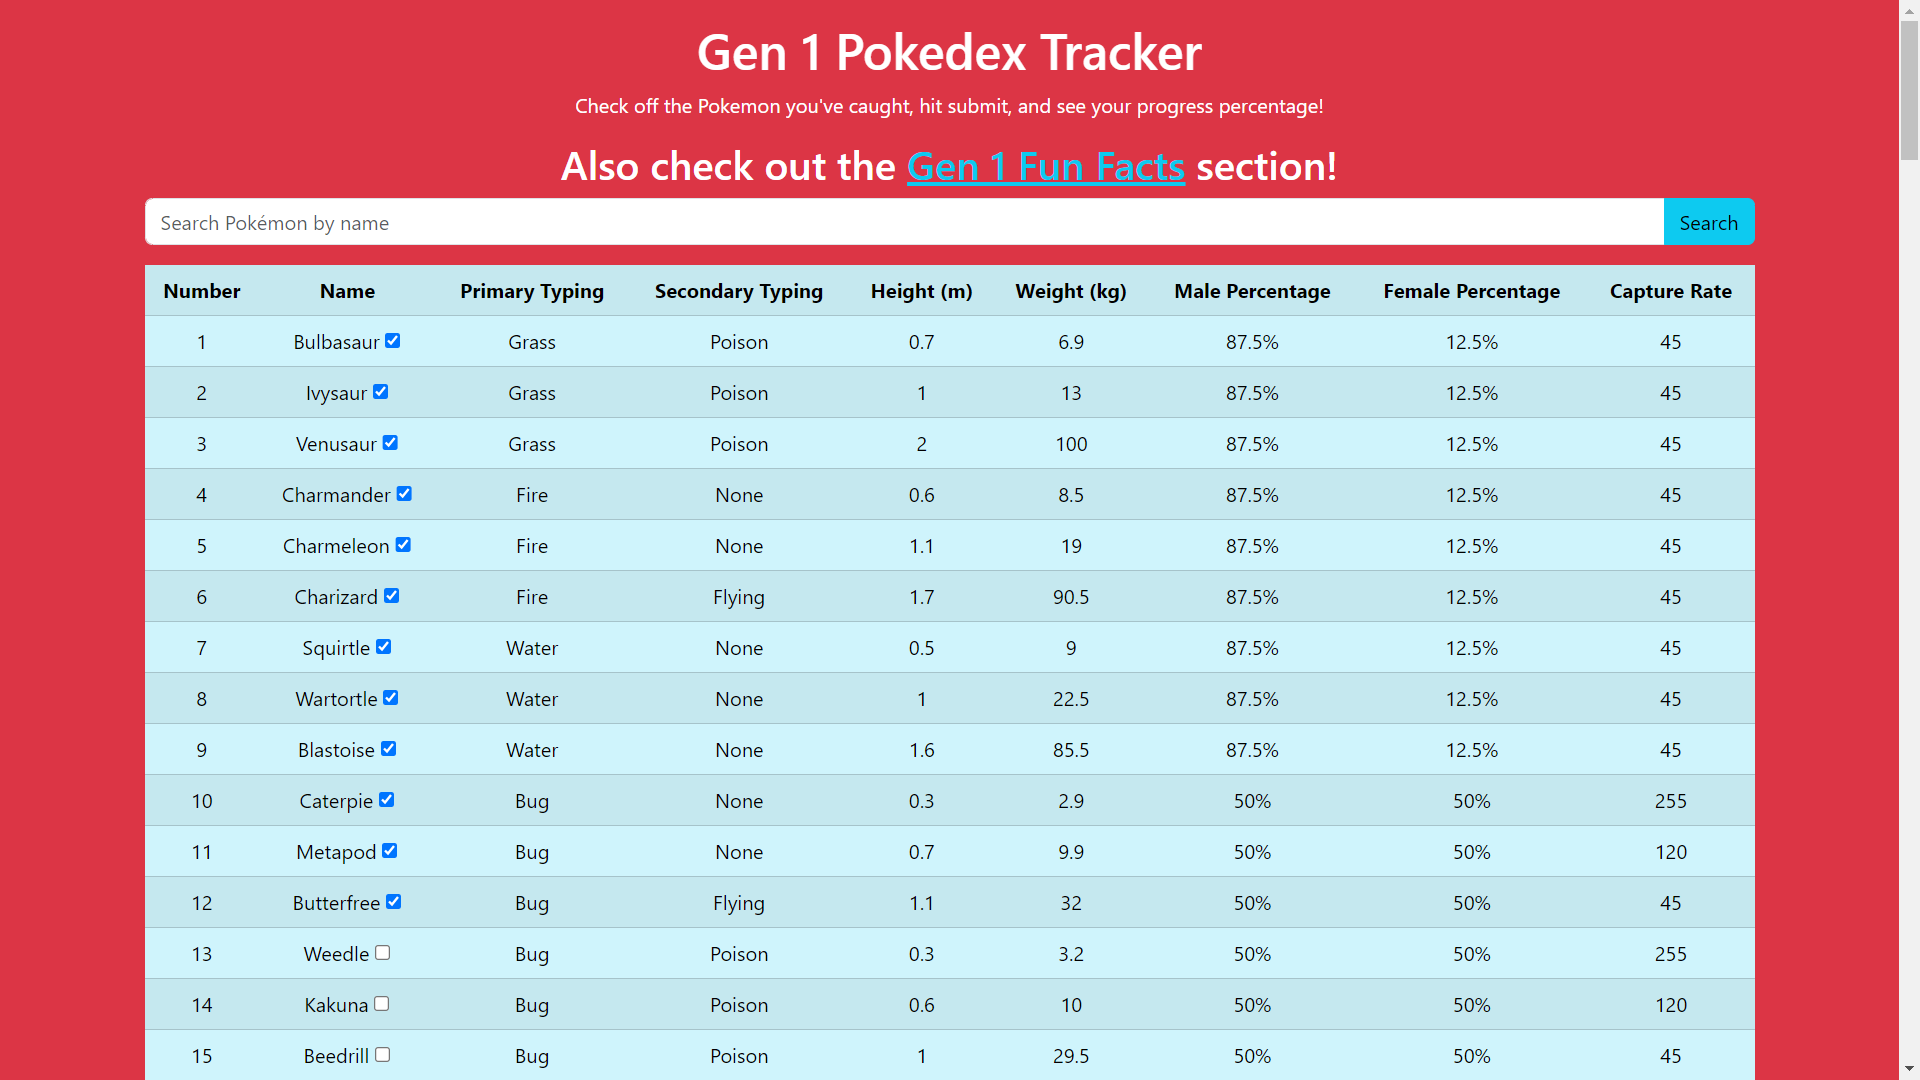 Gen 1 Pokedex Tracker
Check off the Pokemon you've caught, hit submit, and see your progress percentage!
Also check out the Gen 1 Fun Facts section!
Search Pokémon by name Search
Number Name Primary Typing Secondary Typing Height (m) Weight (kg) Male Percentage Female Percentage Capture Rate
1 Bulbasaur Grass Poison 0.7 6.9 87.5% 12.5% 45
2 Ivysaur Grass Poison 1 13 87.5% 12.5% 45
3 Venusaur Grass Poison 2 100 87.5% 12.5% 45
4 Charmander Fire None 0.6 8.5 87.5% 12.5% 45
5 Charmeleon Fire None 1.1 19 87.5% 12.5% 45
6 Charizard Fire Flying 1.7 90.5 87.5% 12.5% 45
7 Squirtle Water None 0.5 9 87.5% 12.5% 45
8 Wartortle Water None 1 22.5 87.5% 12.5% 45
9 Blastoise Water None 1.6 85.5 87.5% 12.5% 45
10 Caterpie Bug None 0.3 2.9 50% 50% 255
11 Metapod Bug None 0.7 9.9 50% 50% 120
12 Butterfree Bug Flying 1.1 32 50% 50% 45
13 Weedle Bug Poison 0.3 3.2 50% 50% 255
14 Kakuna Bug Poison 0.6 10 50% 50% 120
15 Beedrill Bug Poison 1 29.5 50% 50% 45